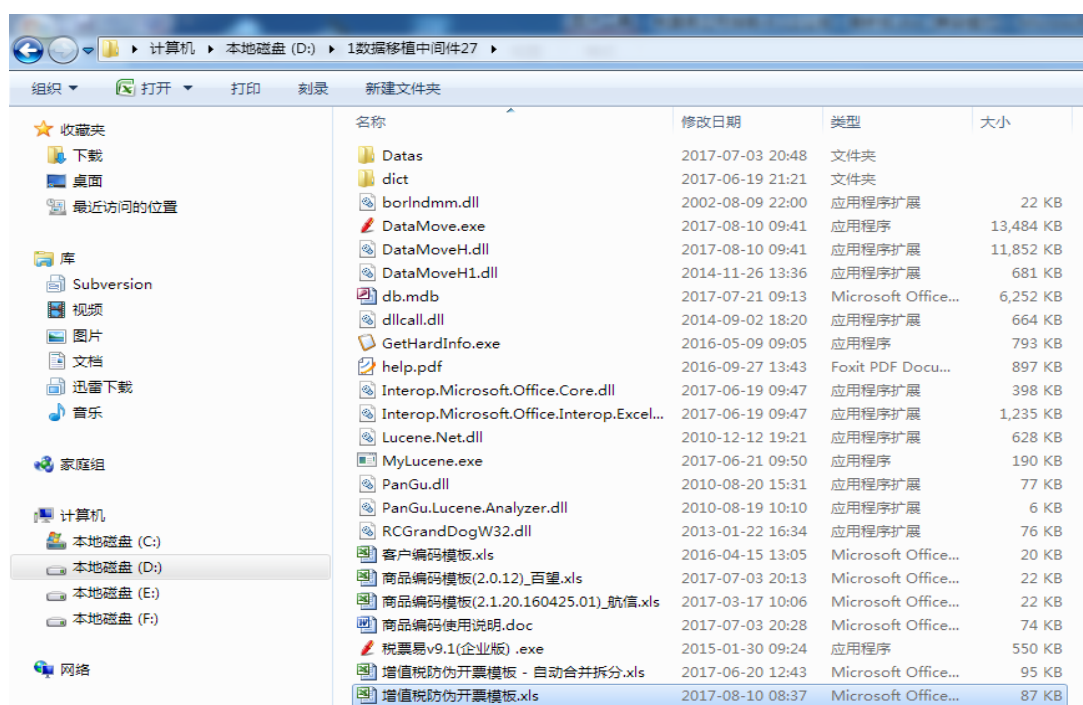 计算机 本地磁盘 (D:) 1数据移植中间件27
组织 打开 打印 刻录 新建文件夹
收藏夹
下载
桌面
最近访问的位置
库
Subversion
视频
图片
文档
迅雷下载
音乐
家庭组
计算机
本地磁盘 (C:)
本地磁盘 (D:)
本地磁盘 (E:)
本地磁盘 (F:)
网络
名称 修改日期 类型 大小
Datas 2017-07-03 20:48 文件夹
dict 2017-06-19 21:21 文件夹
borlndmm.dll 2002-08-09 22:00 应用程序扩展 22 KB
DataMove.exe 2017-08-10 09:41 应用程序 13,484 KB
DataMoveH.dll 2017-08-10 09:41 应用程序扩展 11,852 KB
DataMoveH1.dll 2014-11-26 13:36 应用程序扩展 681 KB
db.mdb 2017-07-21 09:13 Microsoft Office... 6,252 KB
dllcall.dll 2014-09-02 18:20 应用程序扩展 664 KB
GetHardInfo.exe 2016-05-09 09:05 应用程序 793 KB
help.pdf 2016-09-27 13:43 Foxit PDF Docu... 897 KB
Interop.Microsoft.Office.Core.dll 2017-06-19 09:47 应用程序扩展 398 KB
Interop.Microsoft.Office.Interop.Excel... 2017-06-19 09:47 应用程序扩展 1,235 KB
Lucene.Net.dll 2010-12-12 19:21 应用程序扩展 628 KB
MyLucene.exe 2017-06-21 09:50 应用程序 190 KB
PanGu.dll 2010-08-20 15:31 应用程序扩展 77 KB
PanGu.Lucene.Analyzer.dll 2010-08-19 10:10 应用程序扩展 6 KB
RCGrandDogW32.dll 2013-01-22 16:34 应用程序扩展 76 KB
客户编码模板.xls 2016-04-15 13:05 Microsoft Office... 20 KB
商品编码模板(2.0.12)_百望.xls 2017-07-03 20:13 Microsoft Office... 22 KB
商品编码模板(2.1.20.160425.01)_航信.xls 2017-03-17 10:06 Microsoft Office... 22 KB
商品编码使用说明.doc 2017-07-03 20:28 Microsoft Office... 74 KB
税票易v9.1(企业版) .exe 2015-01-30 09:24 应用程序 550 KB
增值税防伪开票模板 - 自动合并拆分.xls 2017-06-20 12:43 Microsoft Office... 95 KB
增值税防伪开票模板.xls 2017-08-10 08:37 Microsoft Office... 87 KB